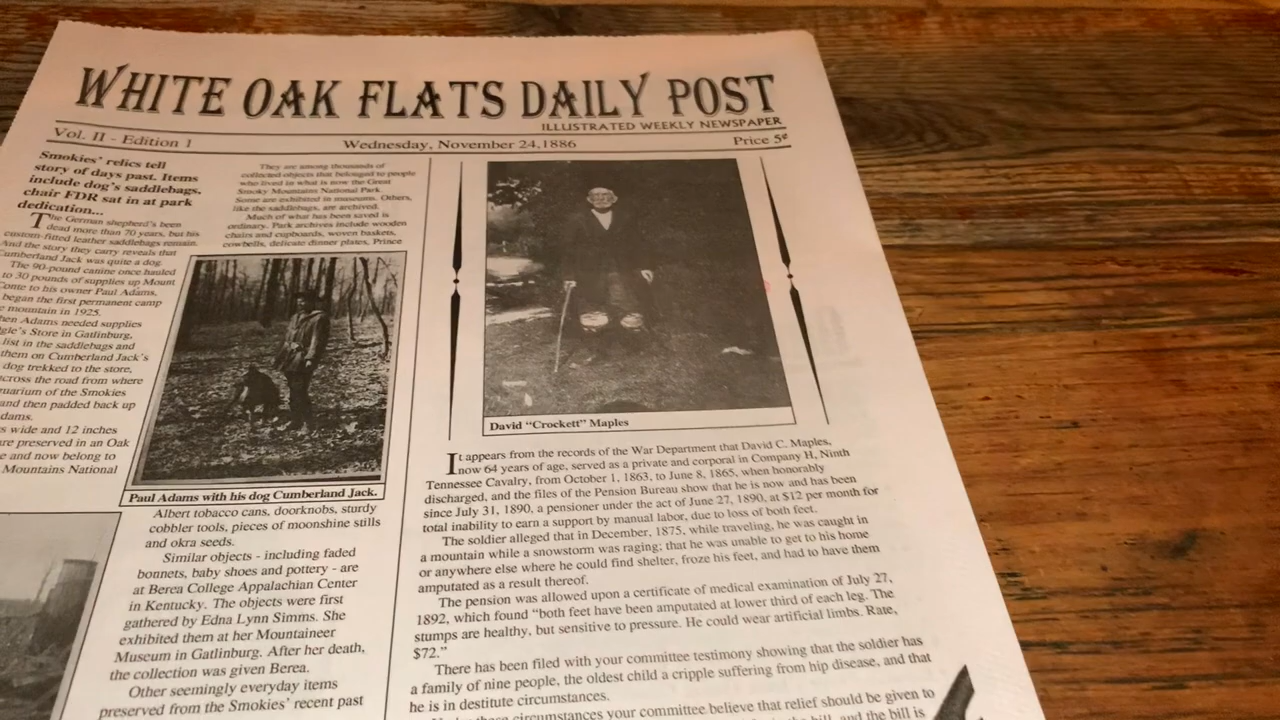 WHITE OAK FLATS DAILY POST
ILLUSTRATED WEEKLY NEWSPAPER
Vol. II - Edition 1
Wednesday, November 24,1886
Price 5¢
Smokies' relics tell
story of days past. Items
include dog's saddlebags,
chair FDR sat in at park
dedication...
The German shepherd's been
dead more than 70 years, but his
custom-fitted leather saddlebags remain.
And the story they carry reveals that
Cumberland Jack was quite a dog.
The 90-pound canine once hauled
to 30 pounds of supplies up Mount
to his owner Paul Adams,
began the first permanent camp
mountain in 1925.
Adams needed supplies
Store in Gatlinburg,
list in the saddlebags and
them on Cumberland Jack's
dog trekked to the store,
across the road from where
of the Smokies
and then padded back up
wide and 12 inches
are preserved in an Oak
and now belong to
Mountains National
They are among thousands of
collected objects that belonged to people
who lived in what is now the Great
Smoky Mountains National Park.
Some are exhibited in museums. Others,
like the saddlebags, are archived.
Much of what has been saved is
ordinary. Park archives include wooden
chairs and cupboards, woven baskets,
cowbells, delicate dinner plates, Prince
Paul Adams with his dog Cumberland Jack.
Albert tobacco cans, doorknobs, sturdy
cobbler tools, pieces of moonshine stills
and okra seeds.
Similar objects - including faded
bonnets, baby shoes and pottery - are
at Berea College Appalachian Center
in Kentucky. The objects were first
gathered by Edna Lynn Simms. She
exhibited them at her Mountaineer
Museum in Gatlinburg. After her death,
the collection was given Berea.
Other seemingly everyday items
preserved from the Smokies' recent past
David "Crockett" Maples
It appears from the records of the War Department that David C. Maples,
now 64 years of age, served as a private and corporal in Company H, Ninth
Tennessee Cavalry, from October 1, 1863, to June 8, 1865, when honorably
discharged, and the files of the Pension Bureau show that he is now and has been
since July 31, 1890, a pensioner under the act of June 27, 1890, at $12 per month for
total inability to earn a support by manual labor, due to loss of both feet.
The soldier alleged that in December, 1875, while traveling, he was caught in
a mountain while a snowstorm was raging; that he was unable to get to his home
or anywhere else where he could find shelter, froze his feet, and had to have them
amputated as a result thereof.
The pension was allowed upon a certificate of medical examination of July 27,
1892, which found "both feet have been amputated at lower third of each leg. The
stumps are healthy, but sensitive to pressure. He could wear artificial limbs. Rate,
$72."
There has been filed with your committee testimony showing that the soldier has
a family of nine people, the oldest child a cripple suffering from hip disease, and that
he is in destitute circumstances.
circumstances your committee believe that relief should be given to
the bill, and the bill is